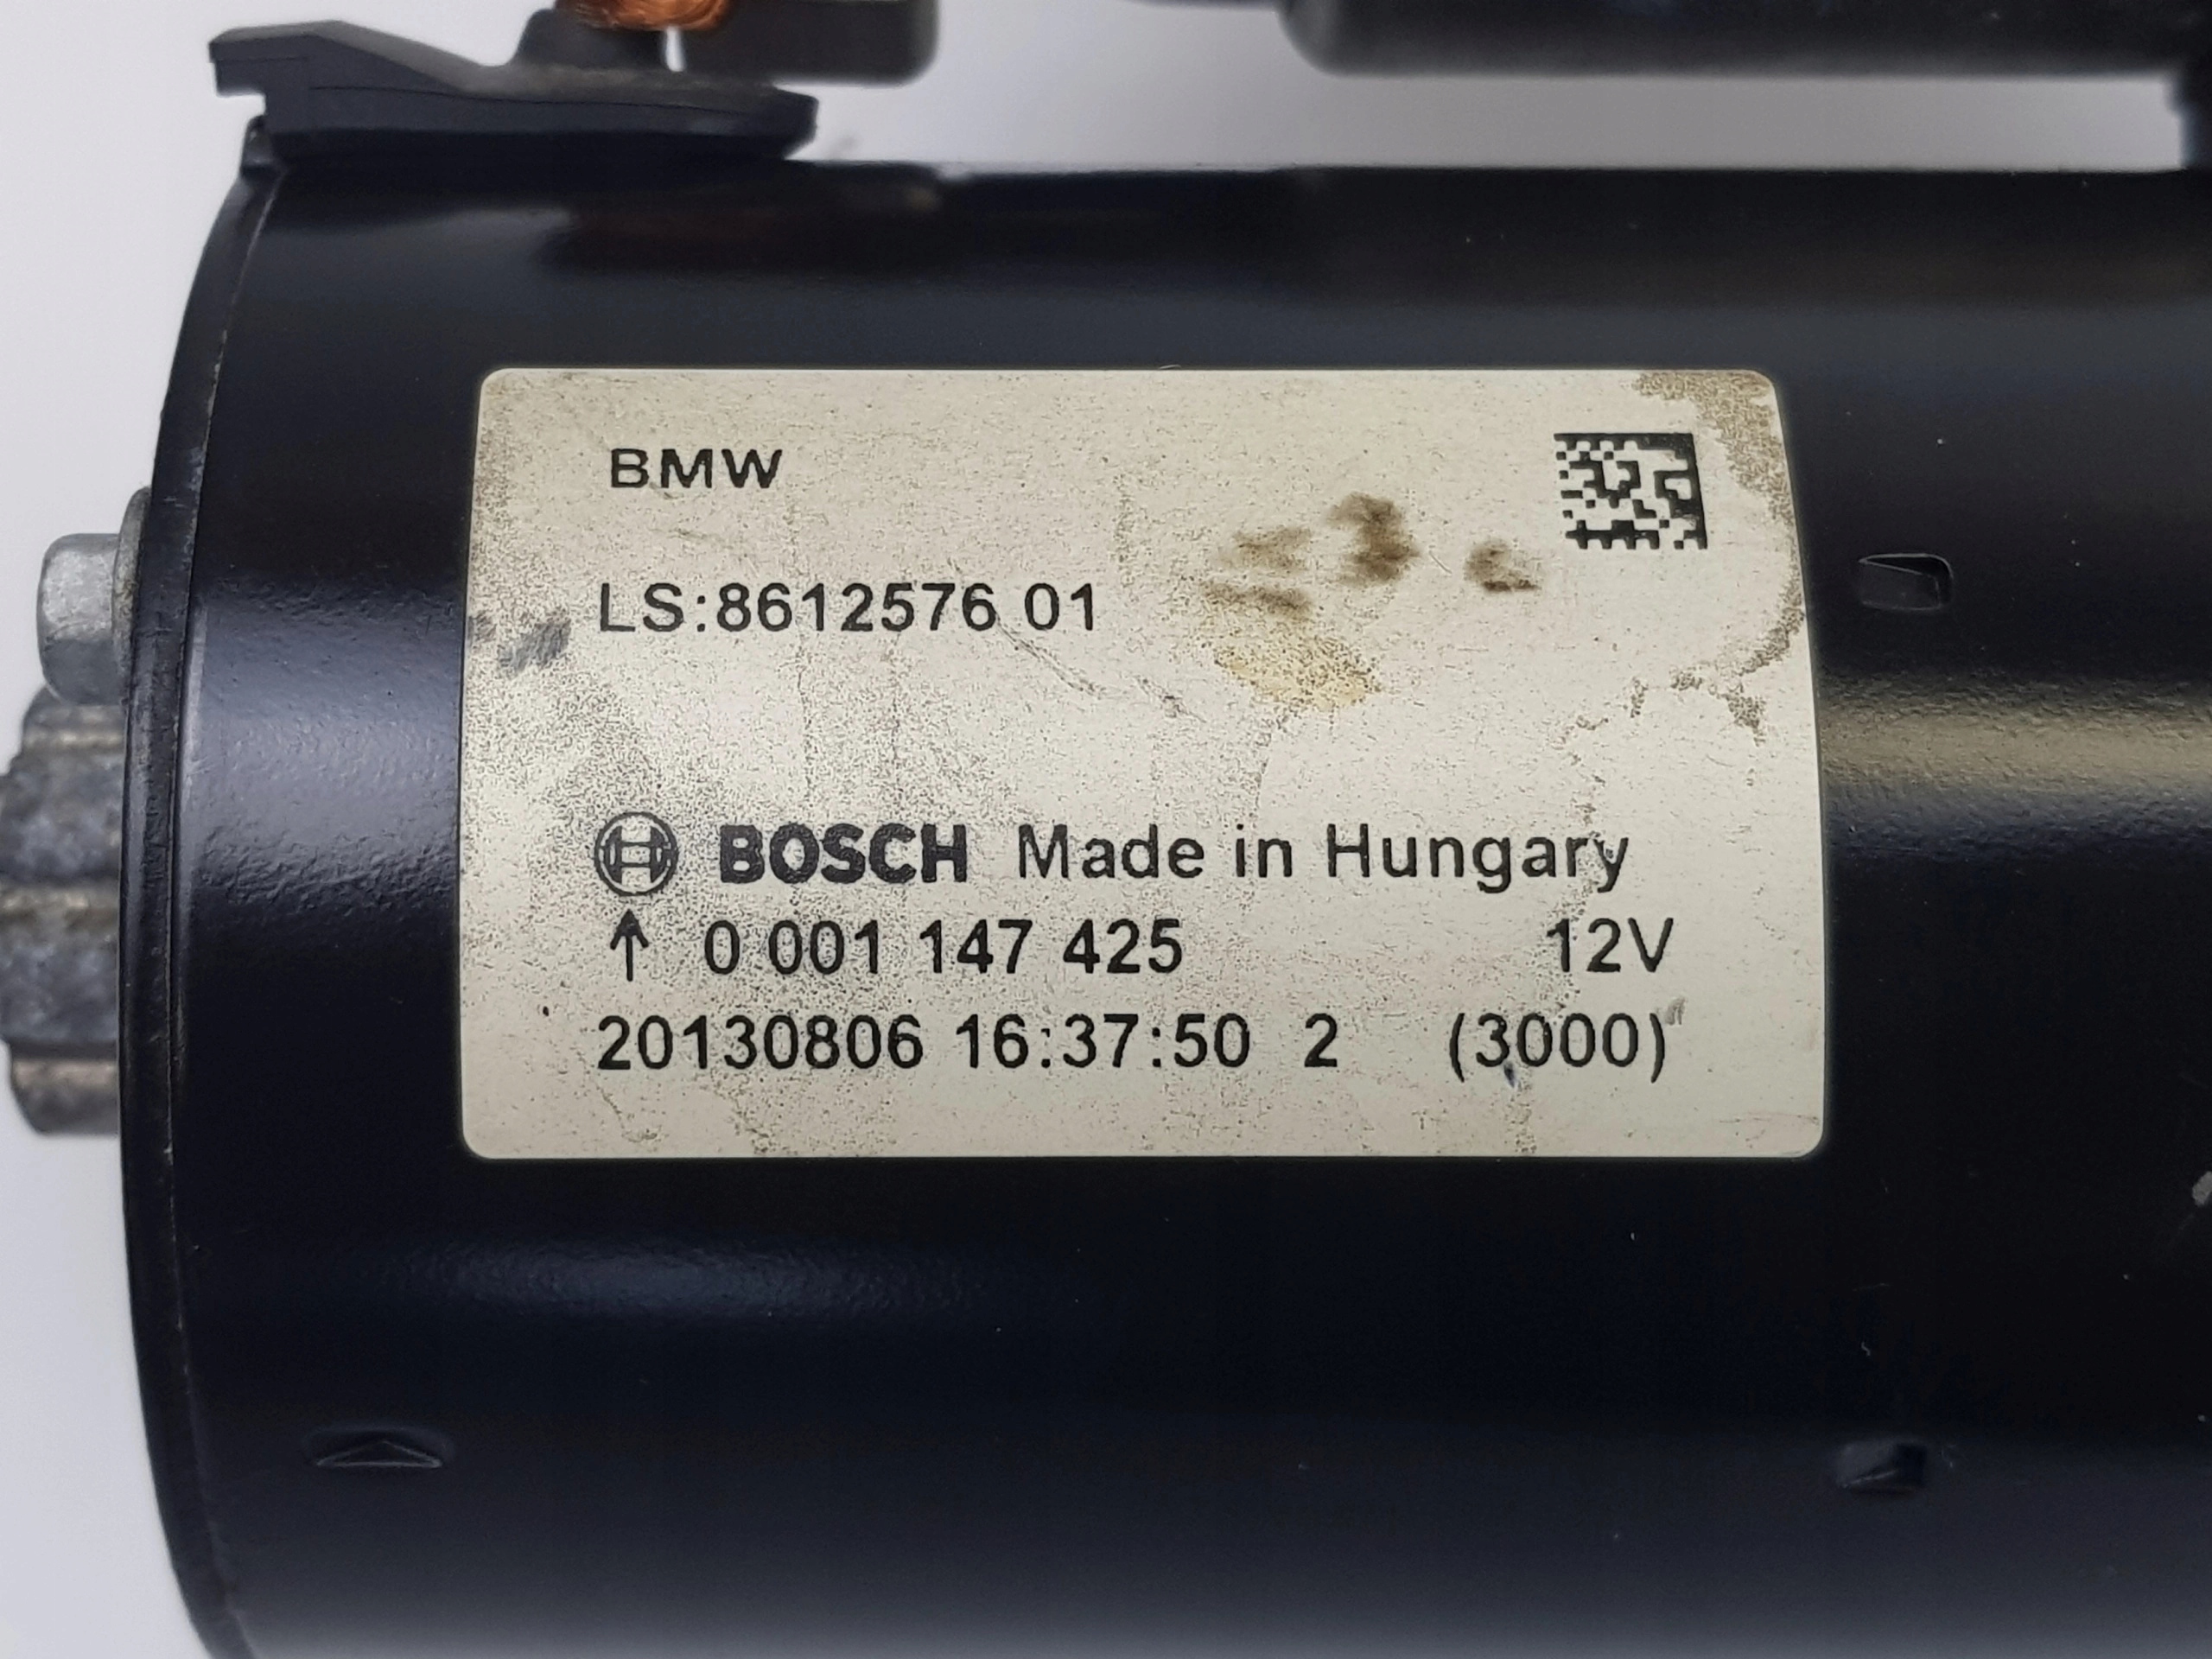 BMW
LS:8612576 01
BOSCH Made in Hungary
↑ 0 001 147 425 12V
20130806 16:37:50 2 (3000)